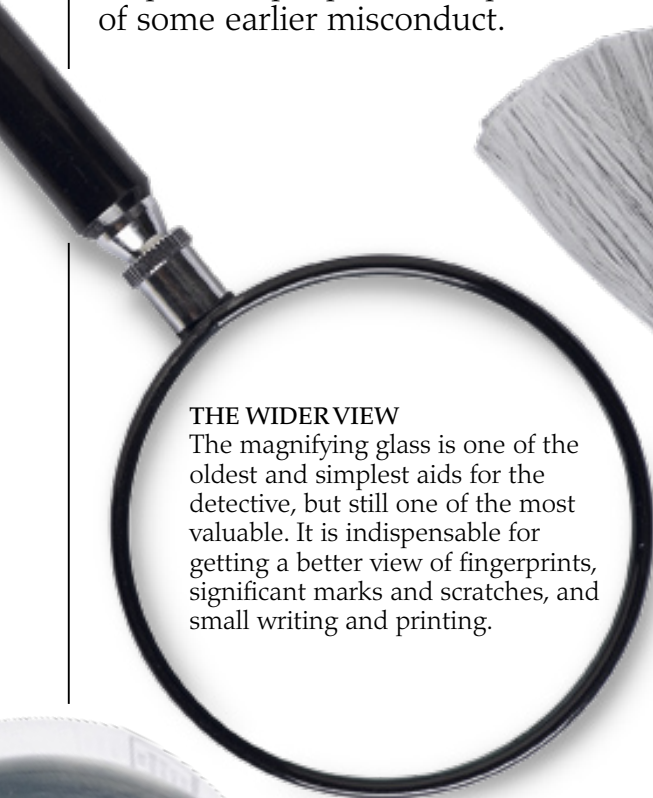 of some earlier misconduct.
THE WIDER VIEW
The magnifying glass is one of the
oldest and simplest aids for the
detective, but still one of the most
valuable. It is indispensable for
getting a better view of fingerprints,
significant marks and scratches, and
small writing and printing.